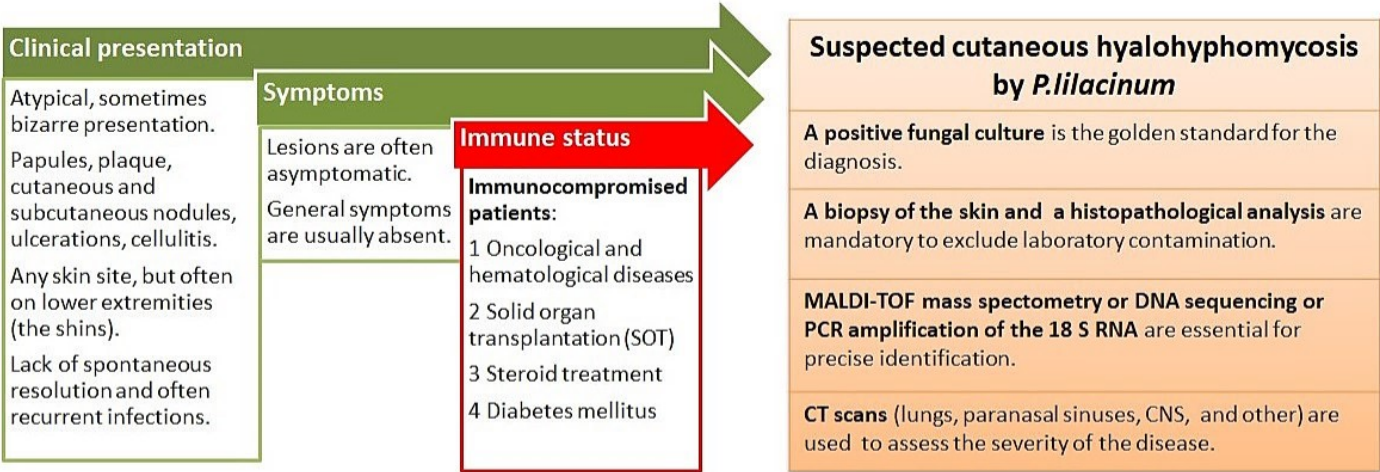 Clinical presentation
Atypical, sometimes
bizarre presentation.
Papules, plaque,
cutaneous and
subcutaneous nodules,
ulcerations, cellulitis.
Any skin site, but often
on lower extremities
(the shins).
Lack of spontaneous
resolution and often
recurrent infections.
Symptoms
Lesions are often
asymptomatic.
General symptoms
are usually absent.
Immune status
Immunocompromised
patients:
1 Oncological and
hematological diseases
2 Solid organ
transplantation (SOT)
3 Steroid treatment
4 Diabetes mellitus
Suspected cutaneous hyalohyphomycosis
by P.lilacinum
A positive fungal culture is the golden standard for the
diagnosis.
A biopsy of the skin and a histopathological analysis are
mandatory to exclude laboratory contamination.
MALDI-TOF mass spectometry or DNA sequencing or
PCR amplification of the 18 S RNA are essential for
precise identification.
CT scans (lungs, paranasal sinuses, CNS, and other) are
used to assess the severity of the disease.